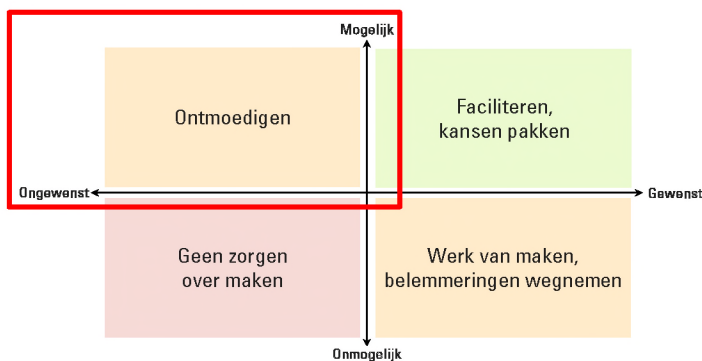 Mogelijk
Ontmoedigen
Faciliteren,
kansen pakken
Ongewenst
Gewenst
Geen zorgen
over maken
Werk van maken,
belemmeringen wegnemen
Onmogelijk